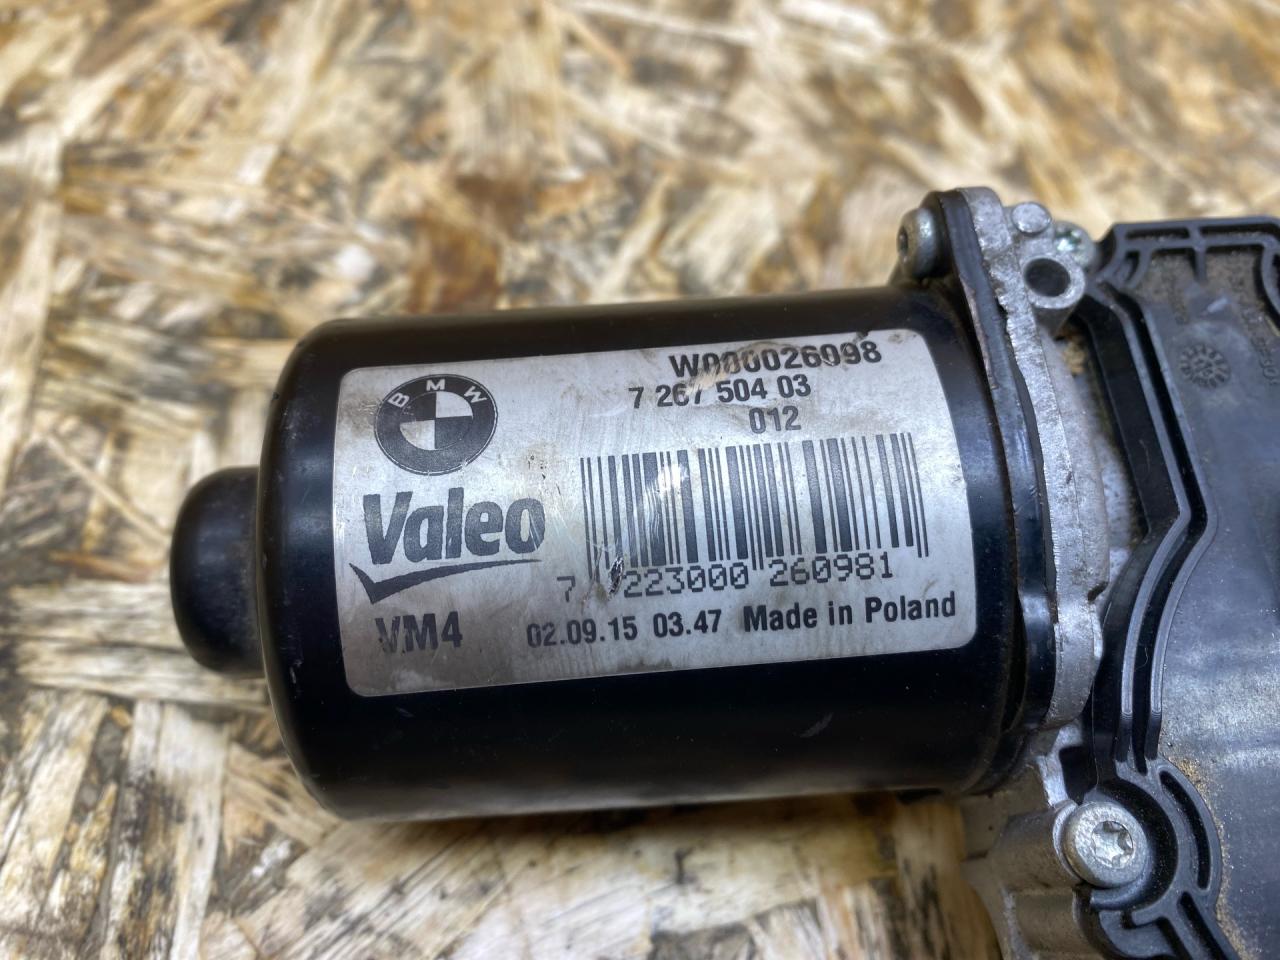 W000026098
7 267 504 03
012
BMW
Valeo
223000 260981
VM4
02.09.15 03.47 Made in Poland